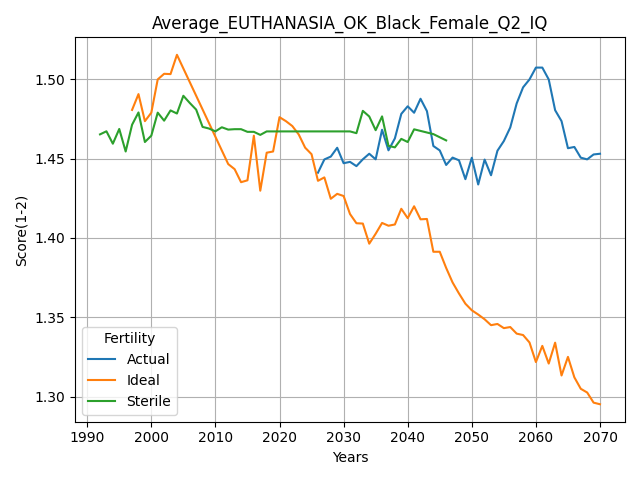 Average_EUTHANASIA_OK_Black_Female_Q2_IQ
Score(1-2)
1.50
1.45
1.40
1.35
1.30
Fertility
Actual
Ideal
Sterile
1990 2000 2010 2020 2030 2040 2050 2060 2070
Years